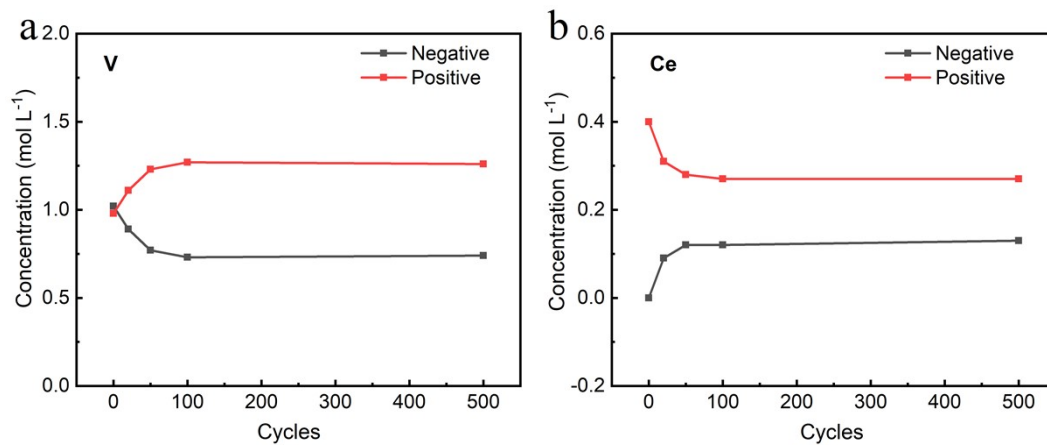 a
V
Negative
Positive
Concentration (mol L⁻¹)
2.0
1.5
1.0
0.5
0.0
0 100 200 300 400 500
Cycles
b
Ce
Negative
Positive
Concentration (mol L⁻¹)
0.6
0.4
0.2
0.0
-0.2
0 100 200 300 400 500
Cycles